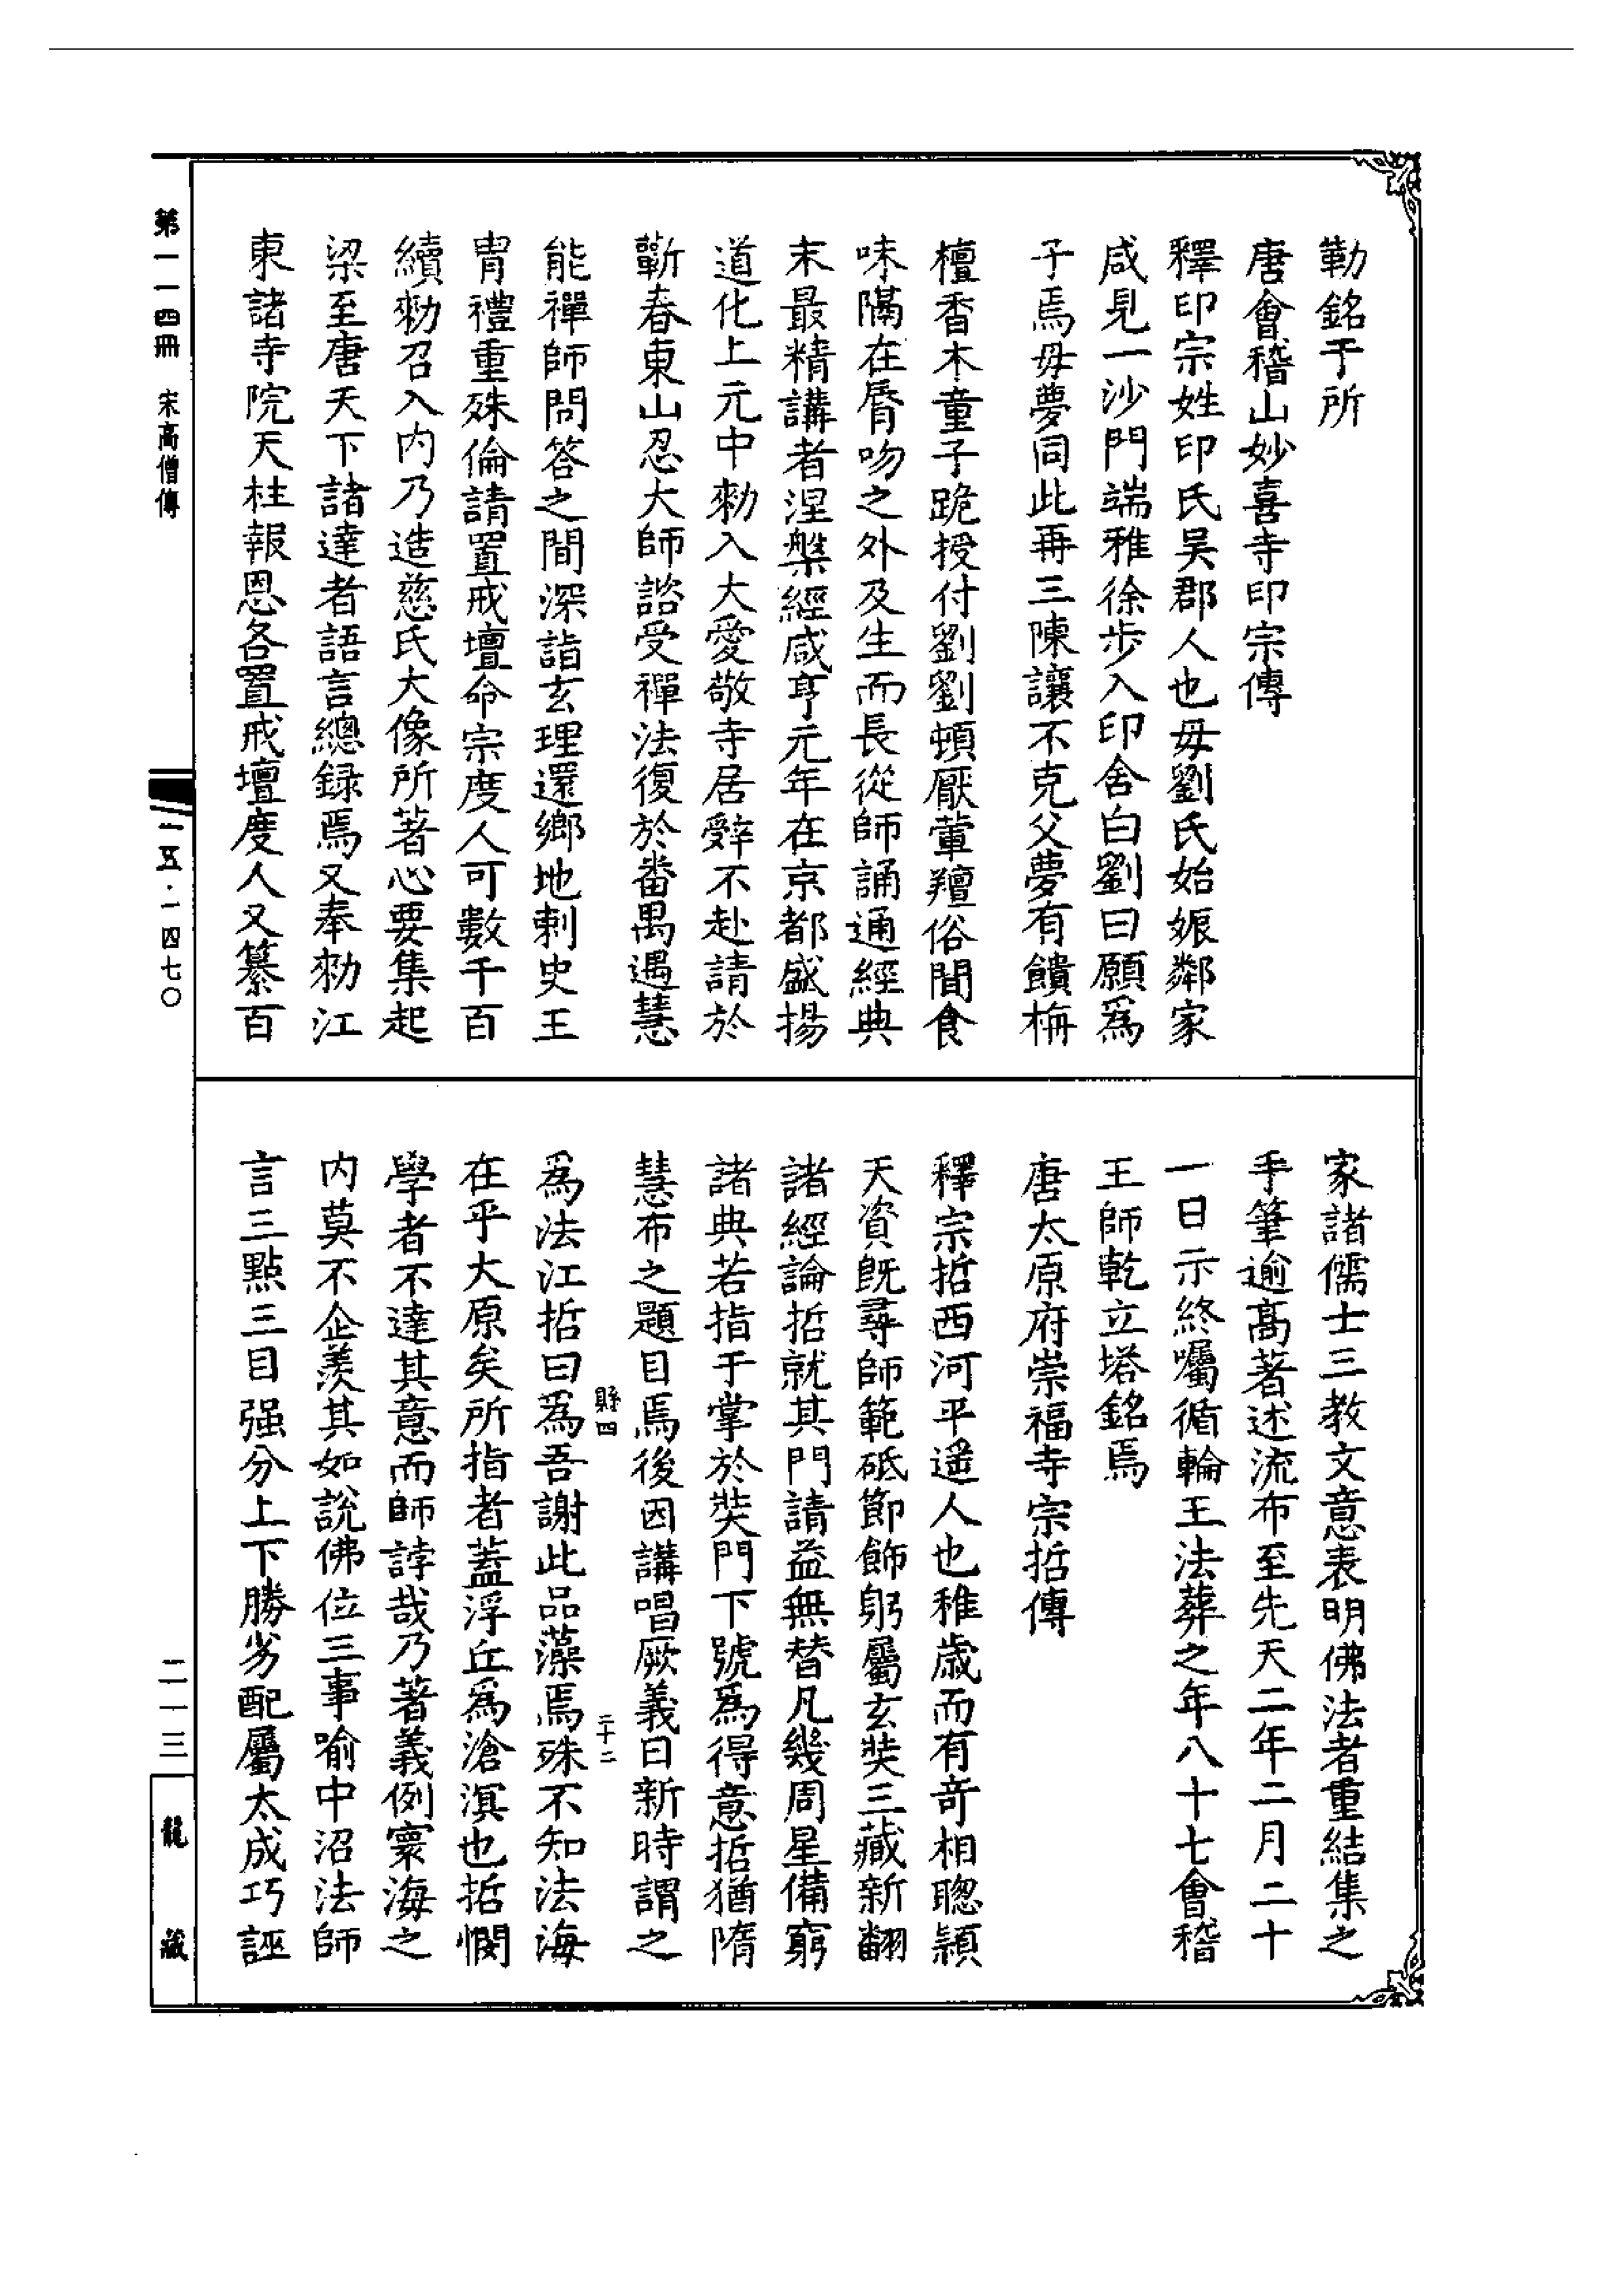 勒銘于所
唐會稽山妙喜寺印宗傳
釋印宗姓印氏吳郡人也母劉氏始娠鄰家
咸見一沙門端雅徐步入印舍白劉曰願爲
子焉母夢同此再三陳讓不克父夢有饋栴
檀香木童子跪授付劉劉頓厭葷羶俗間食
味隔在脣吻之外及生而長從師誦通經典
末最精講者涅槃經咸亨元年在京都盛揚
道化上元中勑入大愛敬寺居辭不赴請於
蘄春東山忍大師諮受禪法復於番禺遇慧
能禪師問答之間深詣玄理還鄉地刺史王
胄禮重殊倫請置戒壇命宗度人可數千百
續勑召入内乃造慈氏大像所著心要集起
梁至唐天下諸達者語言總録焉又奉勑江
東諸寺院天柱報恩各置戒壇度人又纂百
家諸儒士三教文意表明佛法者重結集之
手筆逾高著述流布至先天二年二月二十
一日示終囑循輪王法葬之年八十七會稽
王師乾立塔銘焉
唐太原府崇福寺宗哲傳
釋宗哲西河平遥人也稚歳而有奇相聰穎
天資旣尋師範砥節飾躬屬玄奘三藏新翻
諸經論哲就其門請益無替凡幾周星備窮
諸典若指于掌於奘門下號爲得意哲猶隋
慧布之題目焉後因講唱厥義日新時謂之
爲法江哲曰爲吾謝此品藻焉殊不知法海
縣四
二十二
在乎大原矣所指者蓋浮丘爲滄溟也哲憫
學者不達其意而師誖哉乃著義例寰海之
内莫不企羨其如說佛位三事喻中沼法師
言三點三目强分上下勝劣配屬太成巧誣
第一一四冊 宋高僧傳
一五·一四七〇
二一三
龍藏